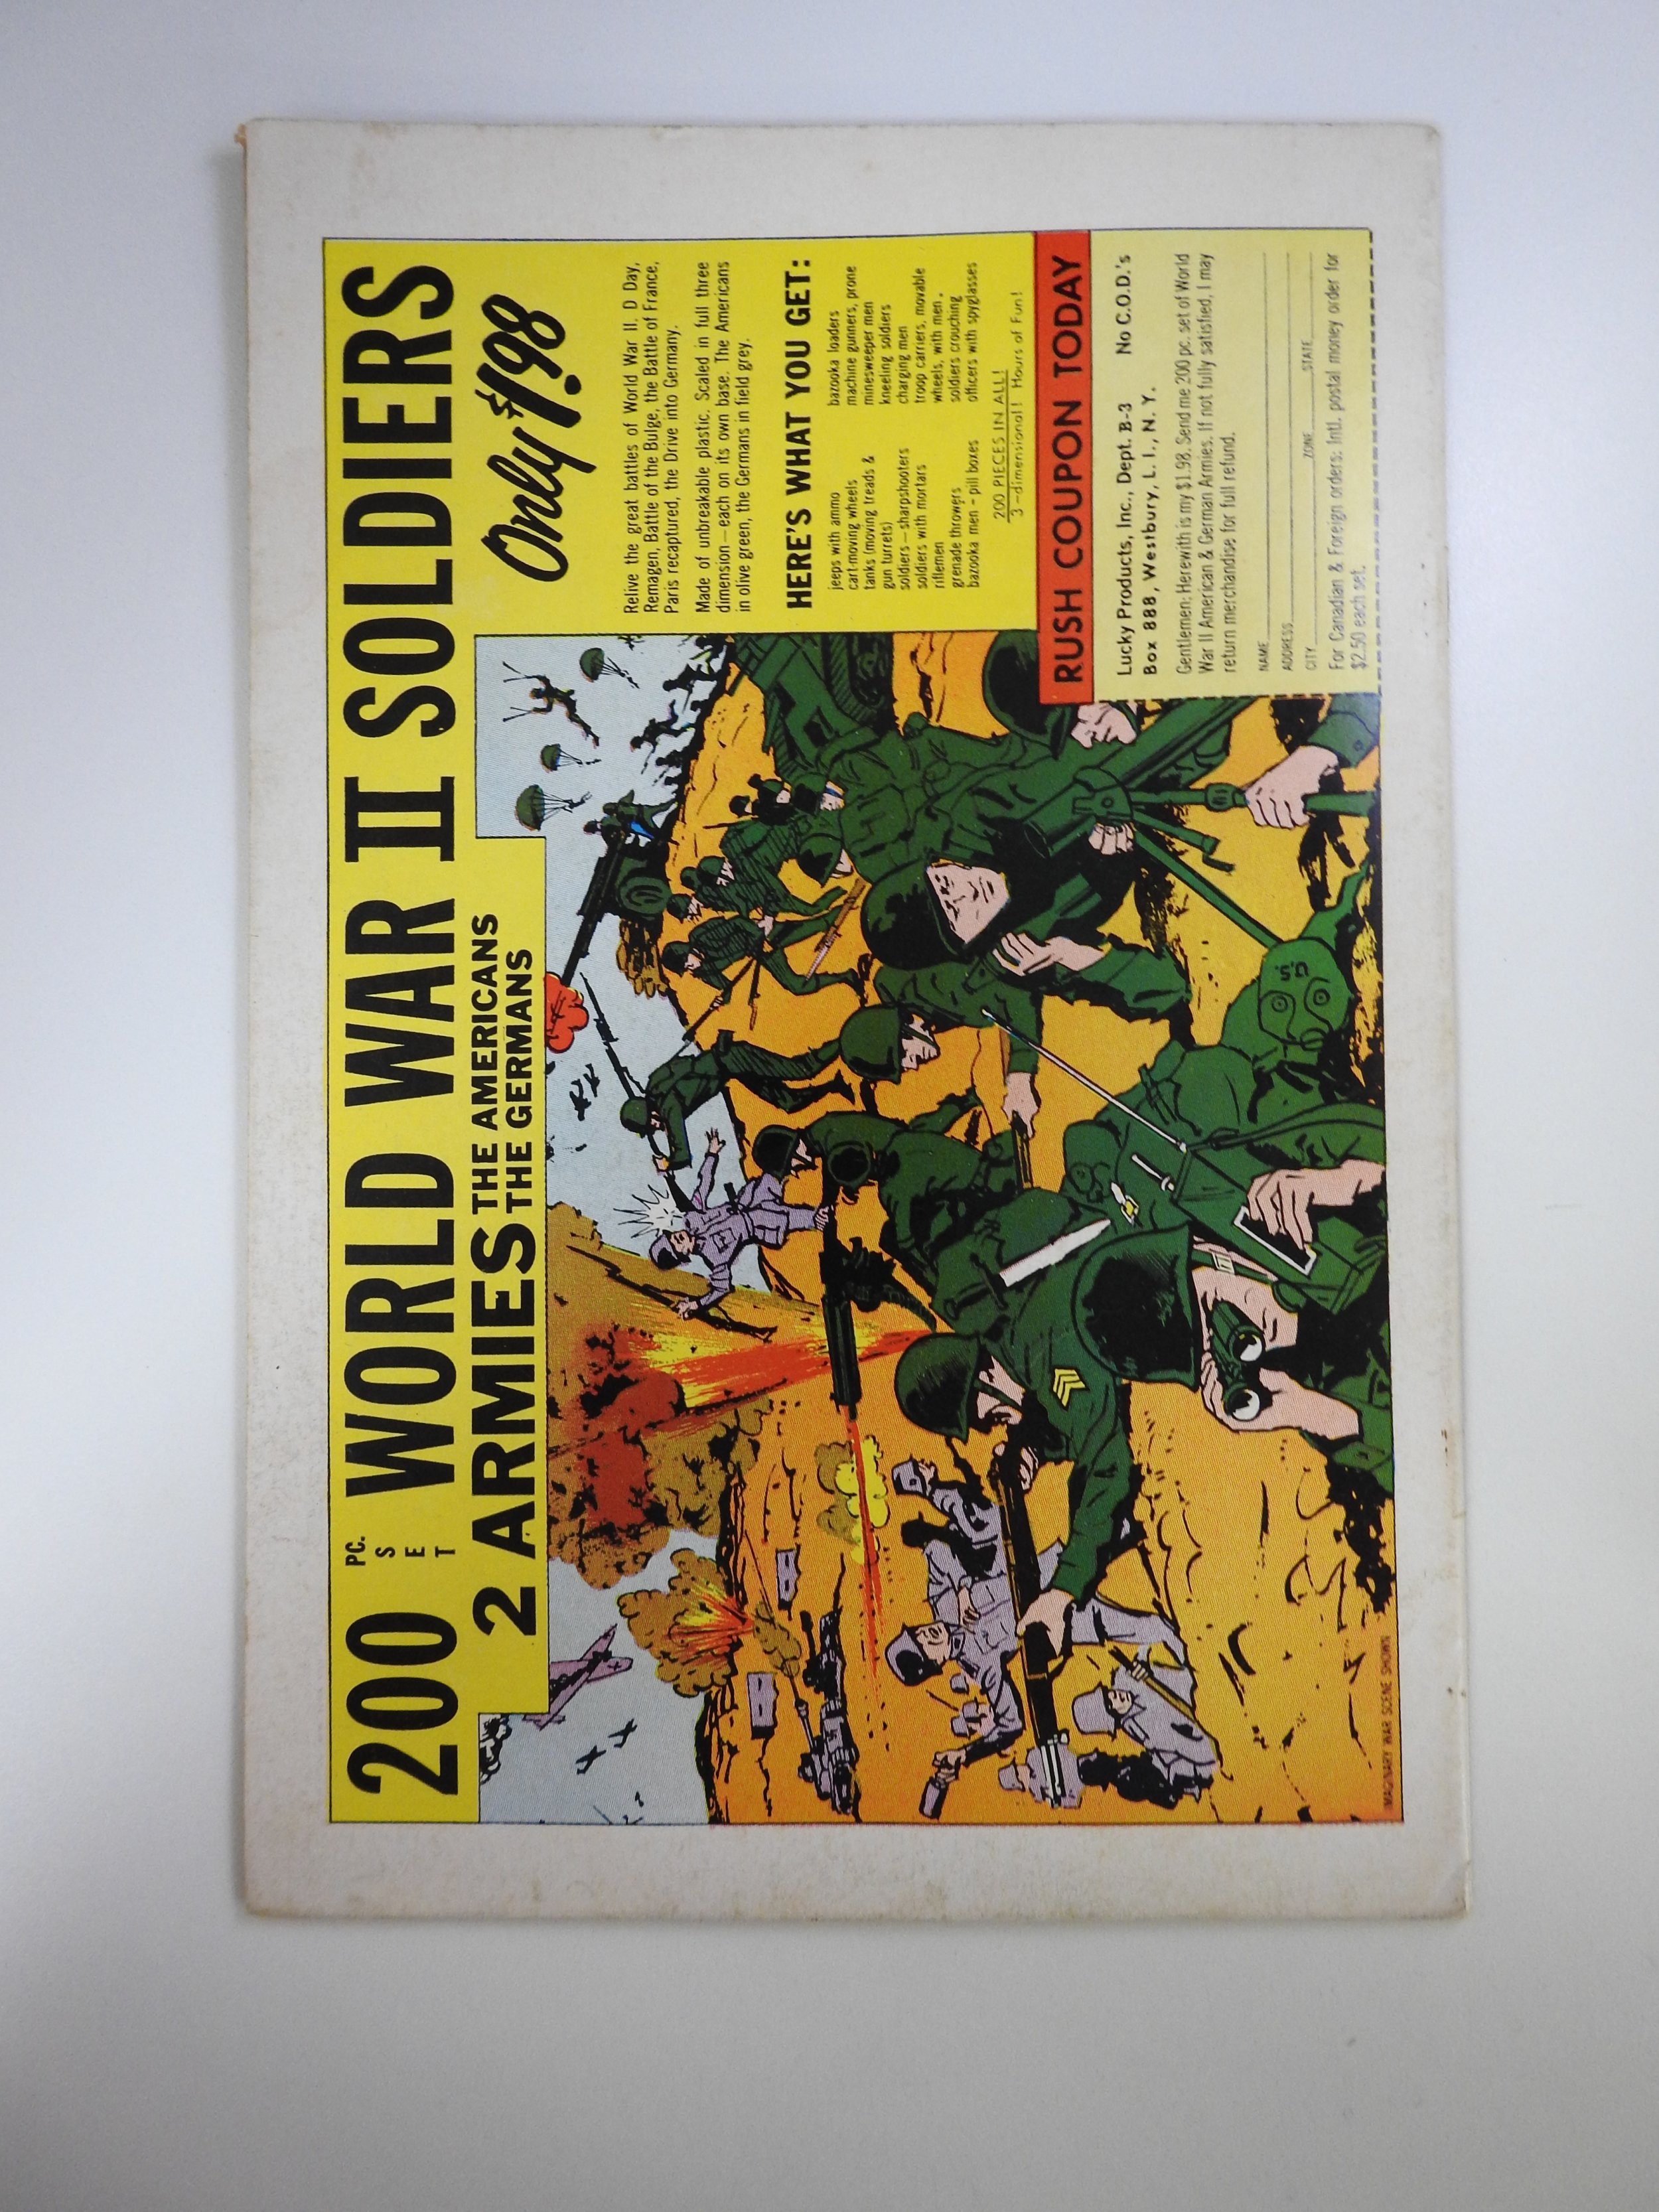 200 PC. SET WORLD WAR II SOLDIERS
2 ARMIES THE AMERICANS
THE GERMANS
Only $1.98
Relive the great battles of World War II. D Day,
Remagen, Battle of the Bulge, the Battle of France,
Paris recaptured, the Drive into Germany.
Made of unbreakable plastic. Scaled in full three
dimension — each on its own base. The Americans
in olive green, the Germans in field grey.
HERE'S WHAT YOU GET:
jeeps with ammo
cart-moving wheels
tanks (moving treads &
gun turrets)
soldiers — sharpshooters
soldiers with mortars
riflemen
grenade throwers
bazooka men - pill boxes
bazooka loaders
machine gunners, prone
minesweeper men
kneeling soldiers
charging men
troop carriers, movable
wheels, with men.
soldiers crouching
officers with spyglasses
200 PIECES IN ALL!
3-dimensional! Hours of Fun!
RUSH COUPON TODAY
Lucky Products, Inc., Dept. B-3 No C.O.D.'s
Box 888, Westbury, L. I., N. Y.
Gentlemen: Herewith is my $1.98. Send me 200 pc. set of World
War II American & German Armies. If not fully satisfied, I may
return merchandise for full refund.
NAME
ADDRESS
CITY ZONE STATE
For Canadian & Foreign orders: Intl. postal money order for
$2.50 each set.
U.S.
IMAGINARY WAR SCENE SHOWN